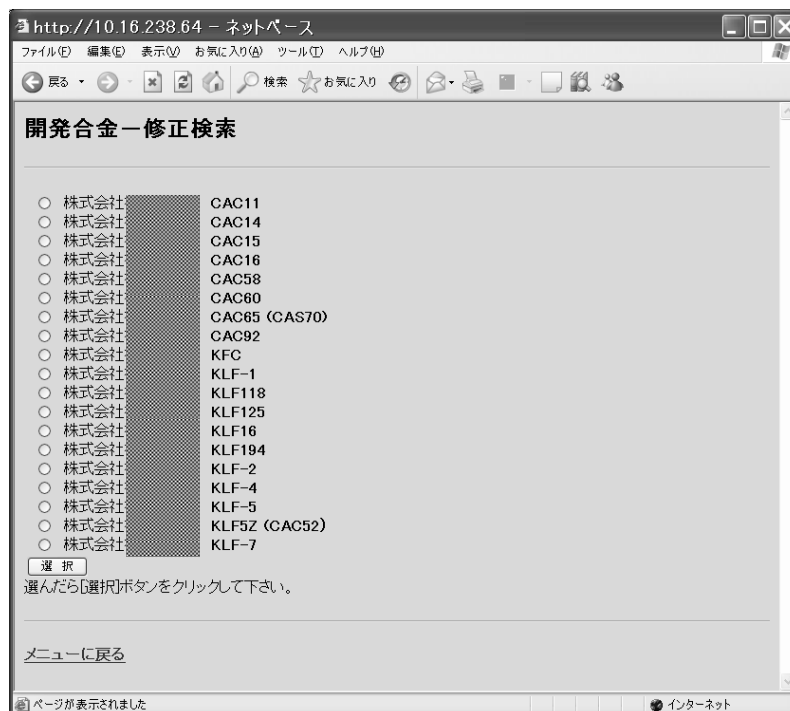 http://10.16.238.64 - ネットペース
ファイル(F) 編集(E) 表示(V) お気に入り(A) ツール(T) ヘルプ(H)
戻る 検索 お気に入り
開発合金－修正検索
株式会社 CAC11
株式会社 CAC14
株式会社 CAC15
株式会社 CAC16
株式会社 CAC58
株式会社 CAC60
株式会社 CAC65 (CAS70)
株式会社 CAC92
株式会社 KFC
株式会社 KLF-1
株式会社 KLF118
株式会社 KLF125
株式会社 KLF16
株式会社 KLF194
株式会社 KLF-2
株式会社 KLF-4
株式会社 KLF-5
株式会社 KLF5Z (CAC52)
株式会社 KLF-7
選 択
選んだら[選択]ボタンをクリックして下さい。
メニューに戻る
ページが表示されました インターネット